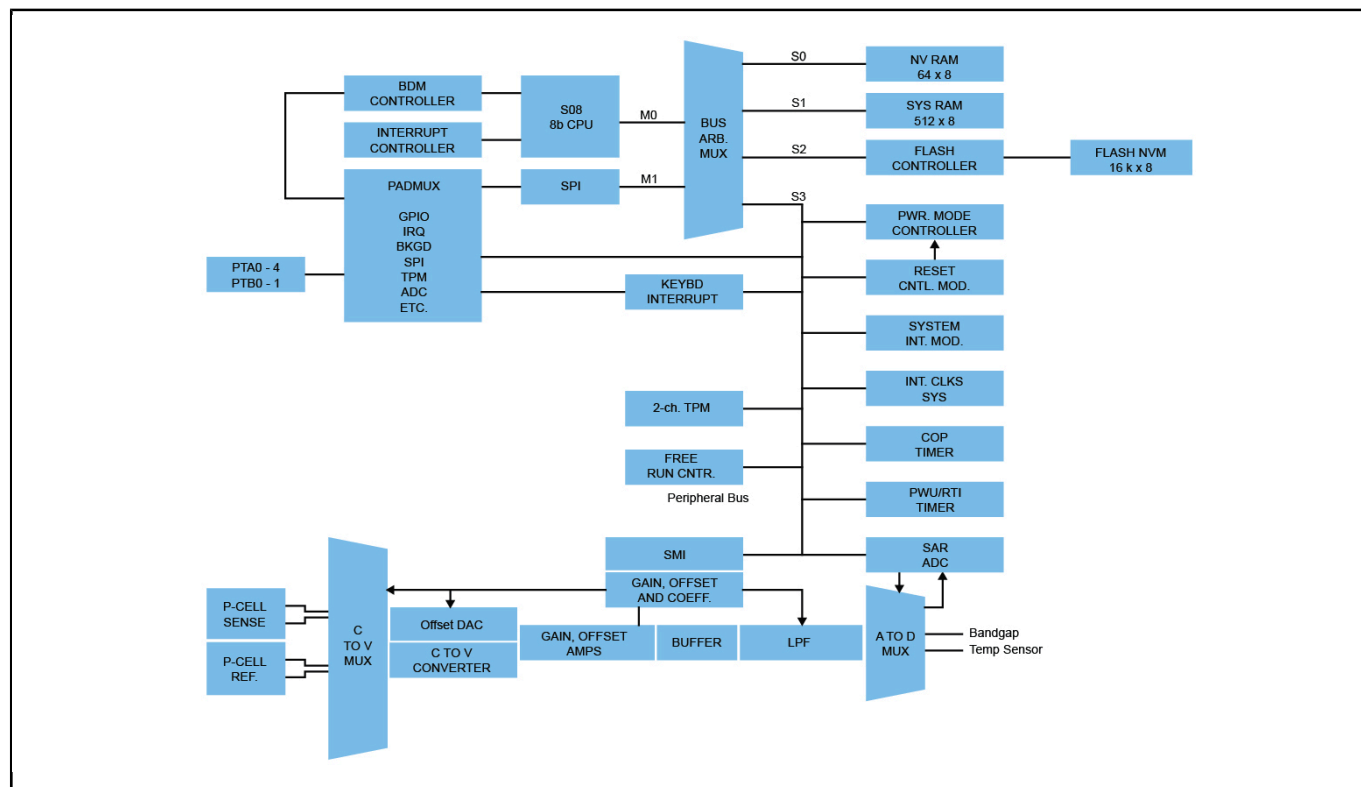 BDM
CONTROLLER
INTERRUPT
CONTROLLER
S08
8b CPU
M0
PADMUX
GPIO
IRQ
BKGD
SPI
TPM
ADC
ETC.
SPI
M1
PTA0 - 4
PTB0 - 1
BUS
ARB.
MUX
S0
S1
S2
S3
NV RAM
64 x 8
SYS RAM
512 x 8
FLASH
CONTROLLER
FLASH NVM
16 k x 8
PWR. MODE
CONTROLLER
RESET
CNTL. MOD.
KEYBD
INTERRUPT
SYSTEM
INT. MOD.
INT. CLKS
SYS
2-ch. TPM
COP
TIMER
FREE
RUN CNTR.
Peripheral Bus
PWU/RTI
TIMER
SMI
SAR
ADC
GAIN, OFFSET
AND COEFF.
P-CELL
SENSE
P-CELL
REF.
C
TO V
MUX
Offset DAC
C TO V
CONVERTER
GAIN, OFFSET
AMPS
BUFFER
LPF
A TO D
MUX
Bandgap
Temp Sensor